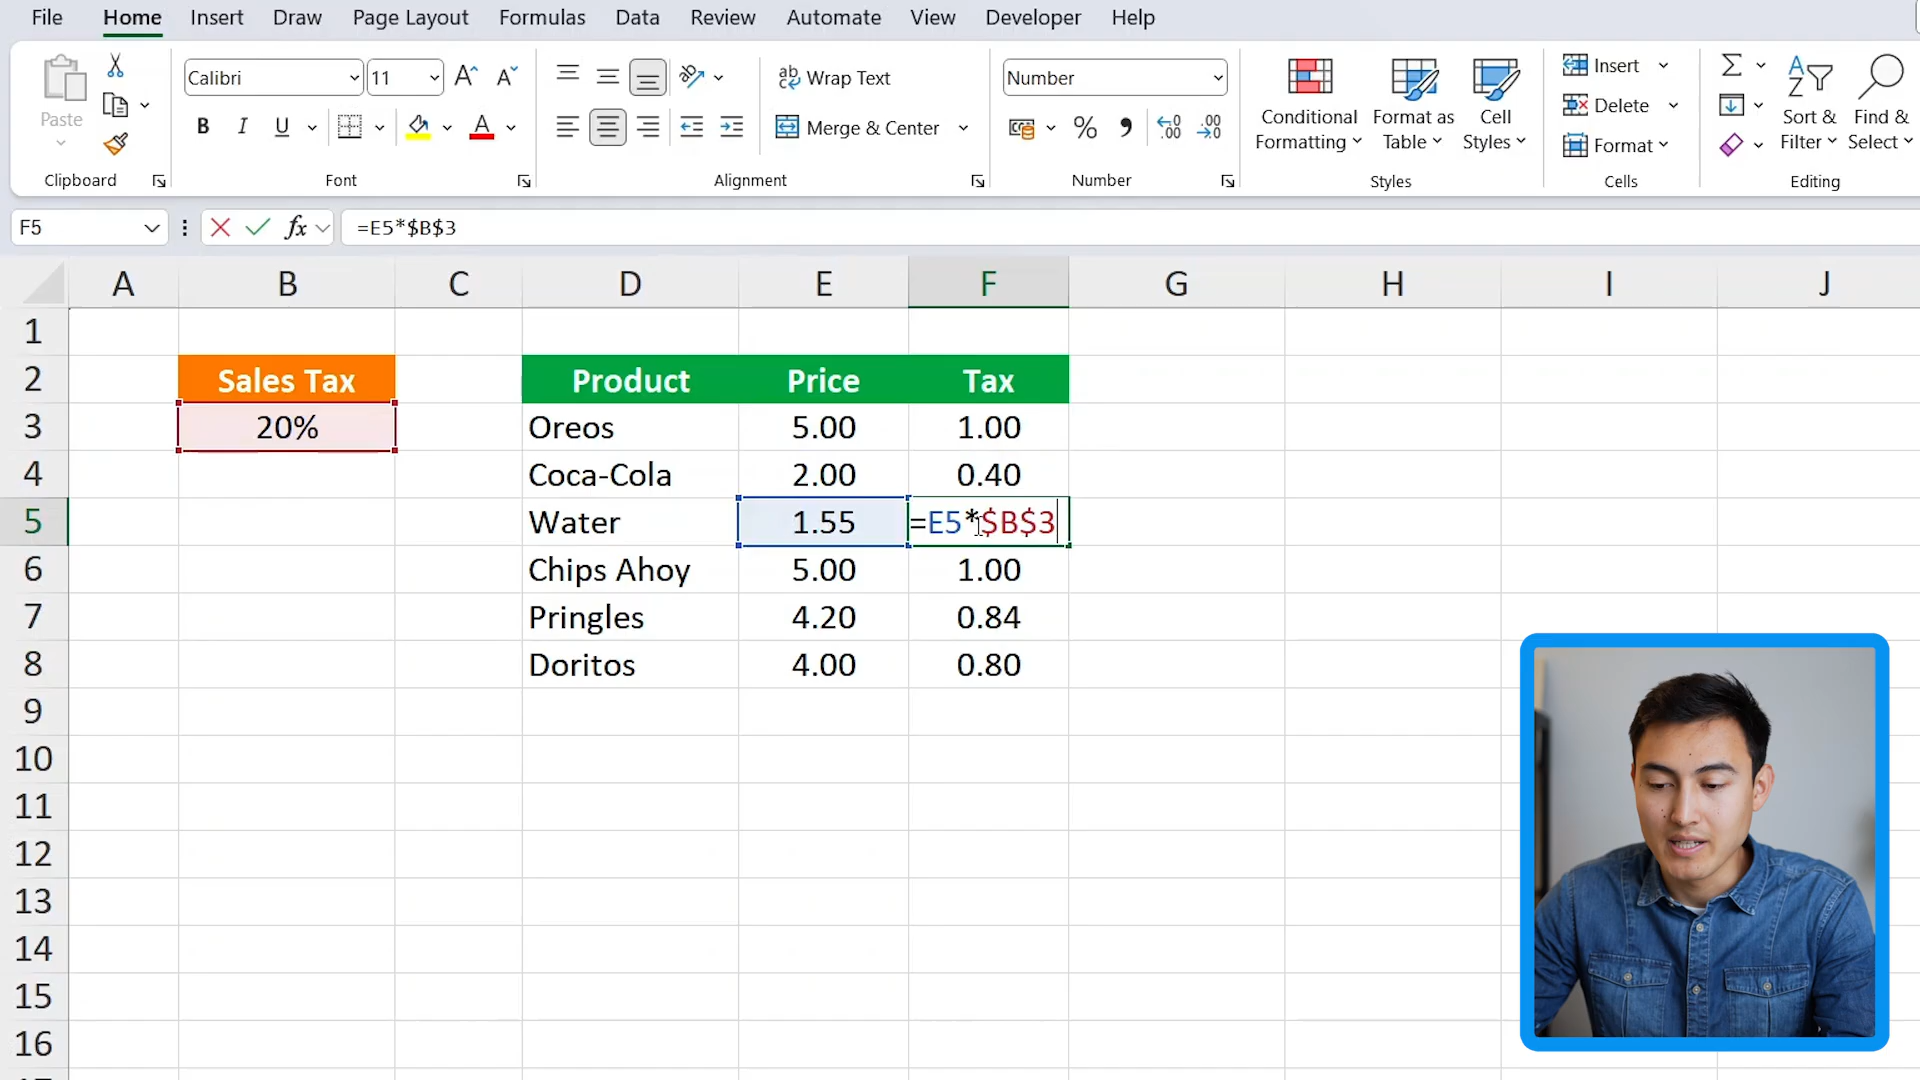 File Home Insert Draw Page Layout Formulas Data Review Automate View Developer Help
Paste
Calibri 11 A A
B I U A
ab Wrap Text
Merge & Center
Number
% 9
Conditional Formatting
Format as Table
Cell Styles
Insert
Delete
Format
Sort & Filter
Find & Select
Clipboard Font Alignment Number Styles Cells Editing
F5 fx =E5*$B$3
A B C D E F G H I J
1
2 Sales Tax Product Price Tax
3 20% Oreos 5.00 1.00
4 Coca-Cola 2.00 0.40
5 Water 1.55 =E5*$B$3
6 Chips Ahoy 5.00 1.00
7 Pringles 4.20 0.84
8 Doritos 4.00 0.80
9
10
11
12
13
14
15
16